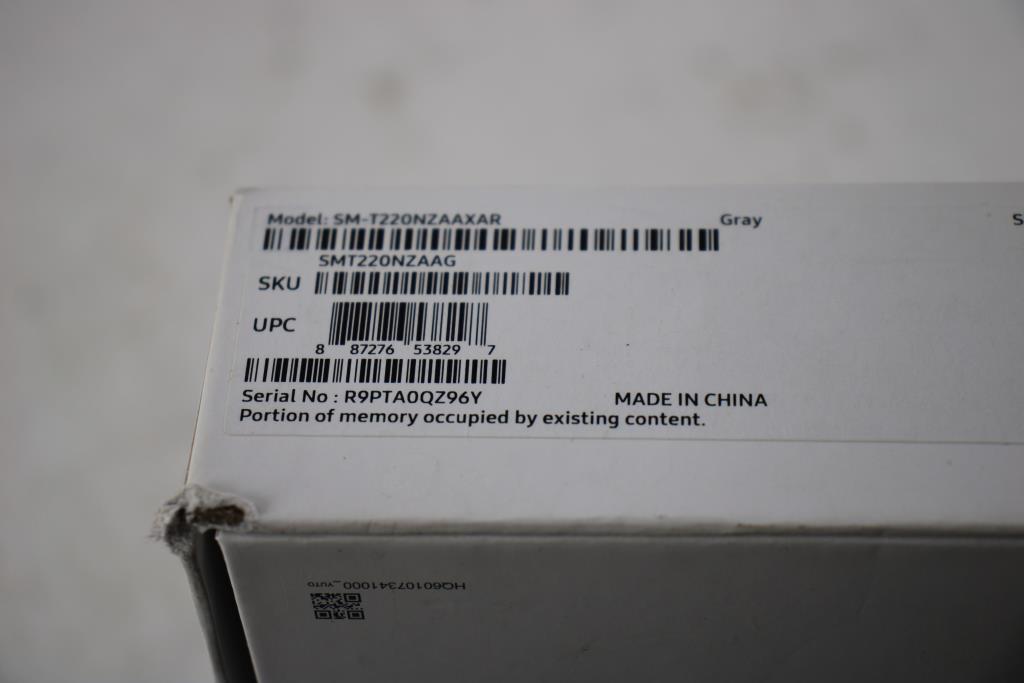 Model: SM-T220NZAAXAR Gray S
SMT220NZAAG
SKU
UPC
8 87276 53829 7
Serial No : R9PTA0QZ96Y MADE IN CHINA
Portion of memory occupied by existing content.
HQ60107341000_YUTO